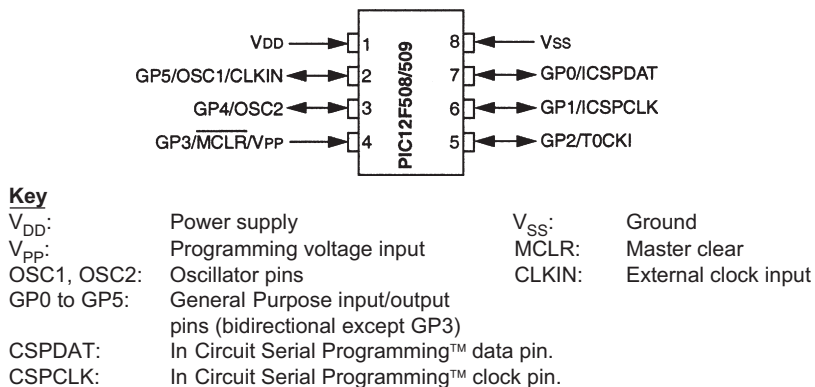 VDD 1 8 VSS
GP5/OSC1/CLKIN 2 7 GP0/ICSPDAT
GP4/OSC2 3 6 GP1/ICSPCLK
GP3/MCLR/VPP 4 5 GP2/T0CKI
PIC12F508/509
Key
VDD: Power supply VSS: Ground
VPP: Programming voltage input MCLR: Master clear
OSC1, OSC2: Oscillator pins CLKIN: External clock input
GP0 to GP5: General Purpose input/output
pins (bidirectional except GP3)
CSPDAT: In Circuit Serial Programming™ data pin.
CSPCLK: In Circuit Serial Programming™ clock pin.